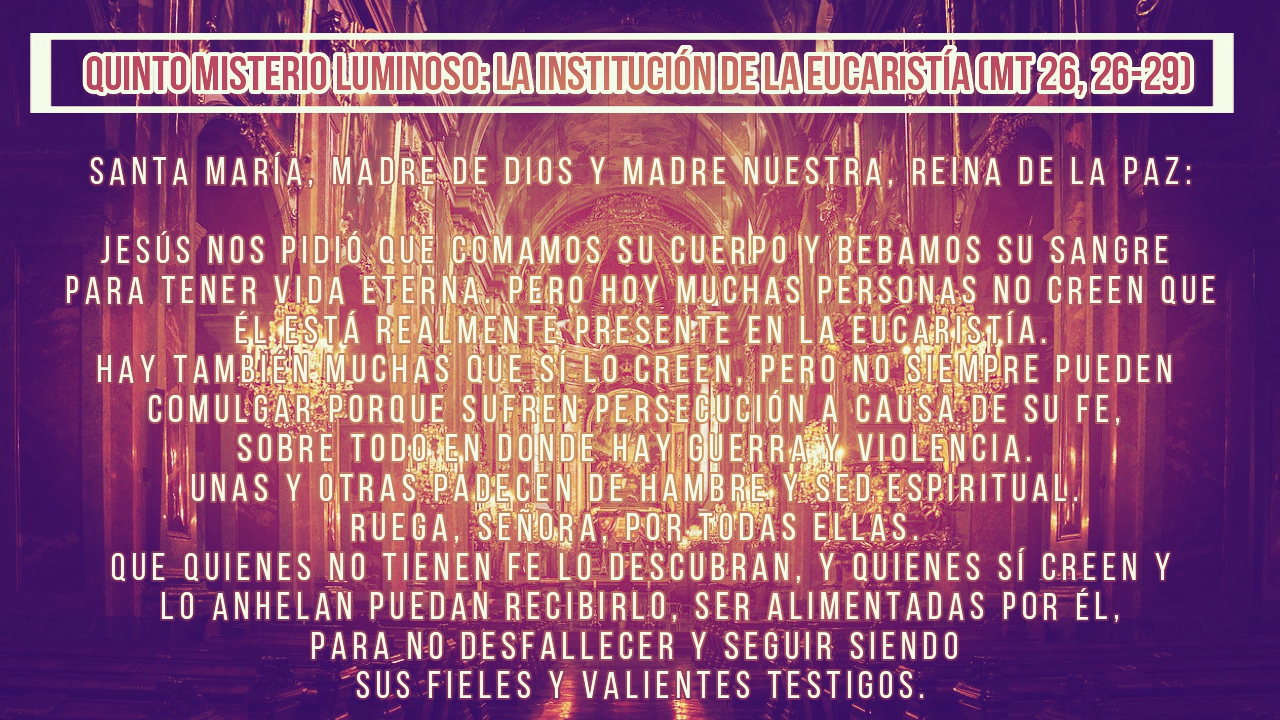 QUINTO MISTERIO LUMINOSO: LA INSTITUCIÓN DE LA EUCARISTÍA (MT 26, 26-29)
SANTA MARÍA, MADRE DE DIOS Y MADRE NUESTRA, REINA DE LA PAZ:
JESÚS NOS PIDIÓ QUE COMAMOS SU CUERPO Y BEBAMOS SU SANGRE
PARA TENER VIDA ETERNA. PERO HOY MUCHAS PERSONAS NO CREEN QUE
ÉL ESTÁ REALMENTE PRESENTE EN LA EUCARISTÍA.
HAY TAMBIÉN MUCHAS QUE SÍ LO CREEN, PERO NO SIEMPRE PUEDEN
COMULGAR PORQUE SUFREN PERSECUCIÓN A CAUSA DE SU FE,
SOBRE TODO EN DONDE HAY GUERRA Y VIOLENCIA.
UNAS Y OTRAS PADECEN DE HAMBRE Y SED ESPIRITUAL.
RUEGA, SEÑORA, POR TODAS ELLAS.
QUE QUIENES NO TIENEN FE LO DESCUBRAN, Y QUIENES SÍ CREEN Y
LO ANHELAN PUEDAN RECIBIRLO, SER ALIMENTADAS POR ÉL,
PARA NO DESFALLECER Y SEGUIR SIENDO
SUS FIELES Y VALIENTES TESTIGOS.